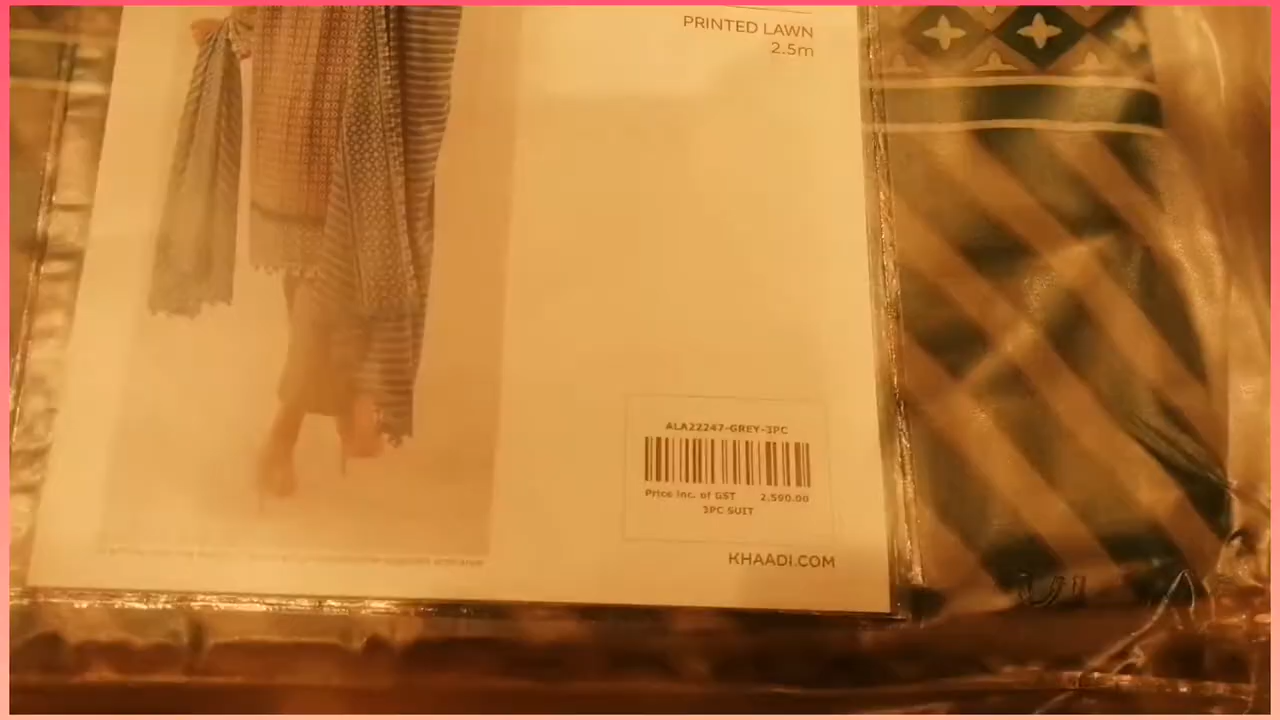 PRINTED LAWN
2.5m
ALA22247-GREY-3PC
Price Inc. of GST 2,590.00
3PC SUIT
KHAADI.COM